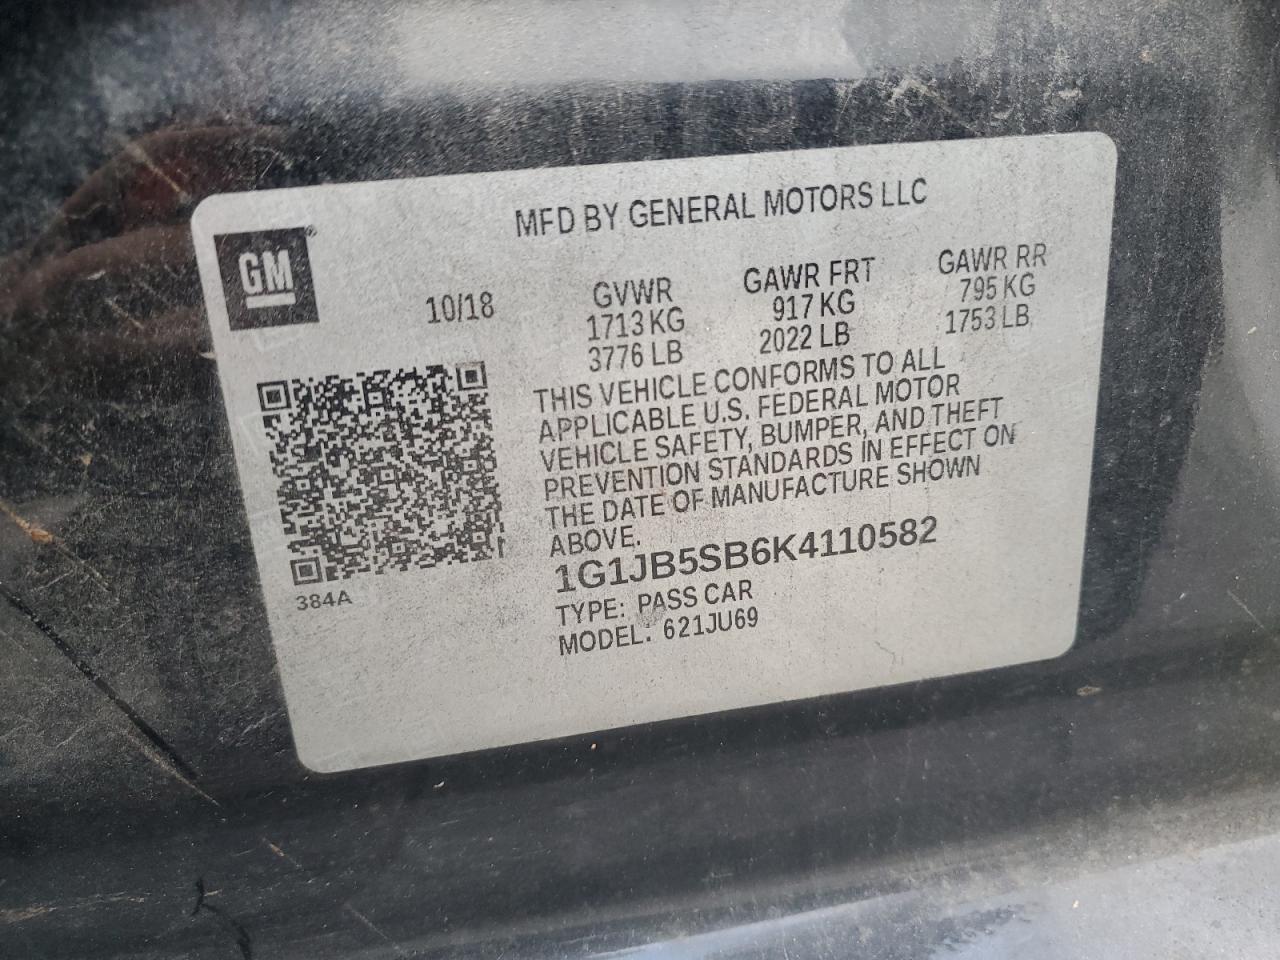 MFD BY GENERAL MOTORS LLC
GM®
10/18
GVWR GAWR FRT GAWR RR
1713 KG 917 KG 795 KG
3776 LB 2022 LB 1753 LB
THIS VEHICLE CONFORMS TO ALL
APPLICABLE U.S. FEDERAL MOTOR
VEHICLE SAFETY, BUMPER, AND THEFT
PREVENTION STANDARDS IN EFFECT ON
THE DATE OF MANUFACTURE SHOWN
ABOVE.
1G1JB5SB6K4110582
TYPE: PASS CAR
MODEL: 621JU69
384A